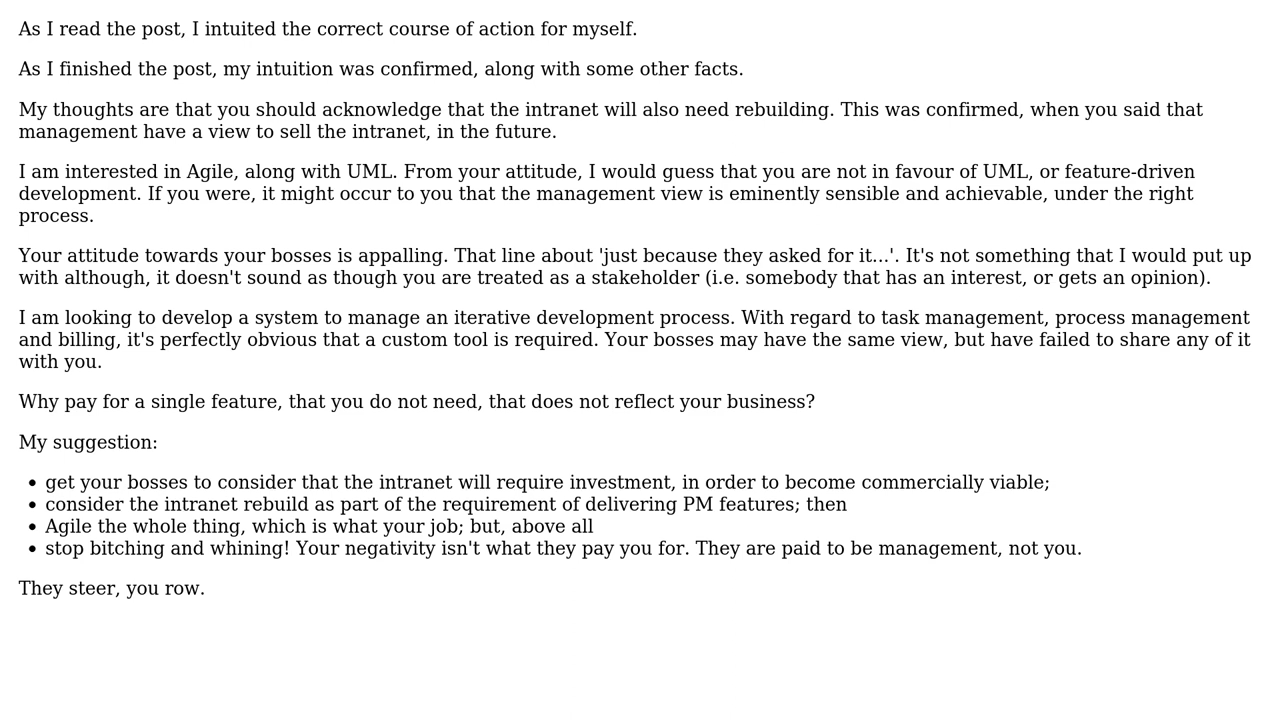 As I read the post, I intuited the correct course of action for myself.
As I finished the post, my intuition was confirmed, along with some other facts.
My thoughts are that you should acknowledge that the intranet will also need rebuilding. This was confirmed, when you said that
management have a view to sell the intranet, in the future.
I am interested in Agile, along with UML. From your attitude, I would guess that you are not in favour of UML, or feature-driven
development. If you were, it might occur to you that the management view is eminently sensible and achievable, under the right
process.
Your attitude towards your bosses is appalling. That line about 'just because they asked for it...'. It's not something that I would put up
with although, it doesn't sound as though you are treated as a stakeholder (i.e. somebody that has an interest, or gets an opinion).
I am looking to develop a system to manage an iterative development process. With regard to task management, process management
and billing, it's perfectly obvious that a custom tool is required. Your bosses may have the same view, but have failed to share any of it
with you.
Why pay for a single feature, that you do not need, that does not reflect your business?
My suggestion:
• get your bosses to consider that the intranet will require investment, in order to become commercially viable;
• consider the intranet rebuild as part of the requirement of delivering PM features; then
• Agile the whole thing, which is what your job; but, above all
• stop bitching and whining! Your negativity isn't what they pay you for. They are paid to be management, not you.
They steer, you row.